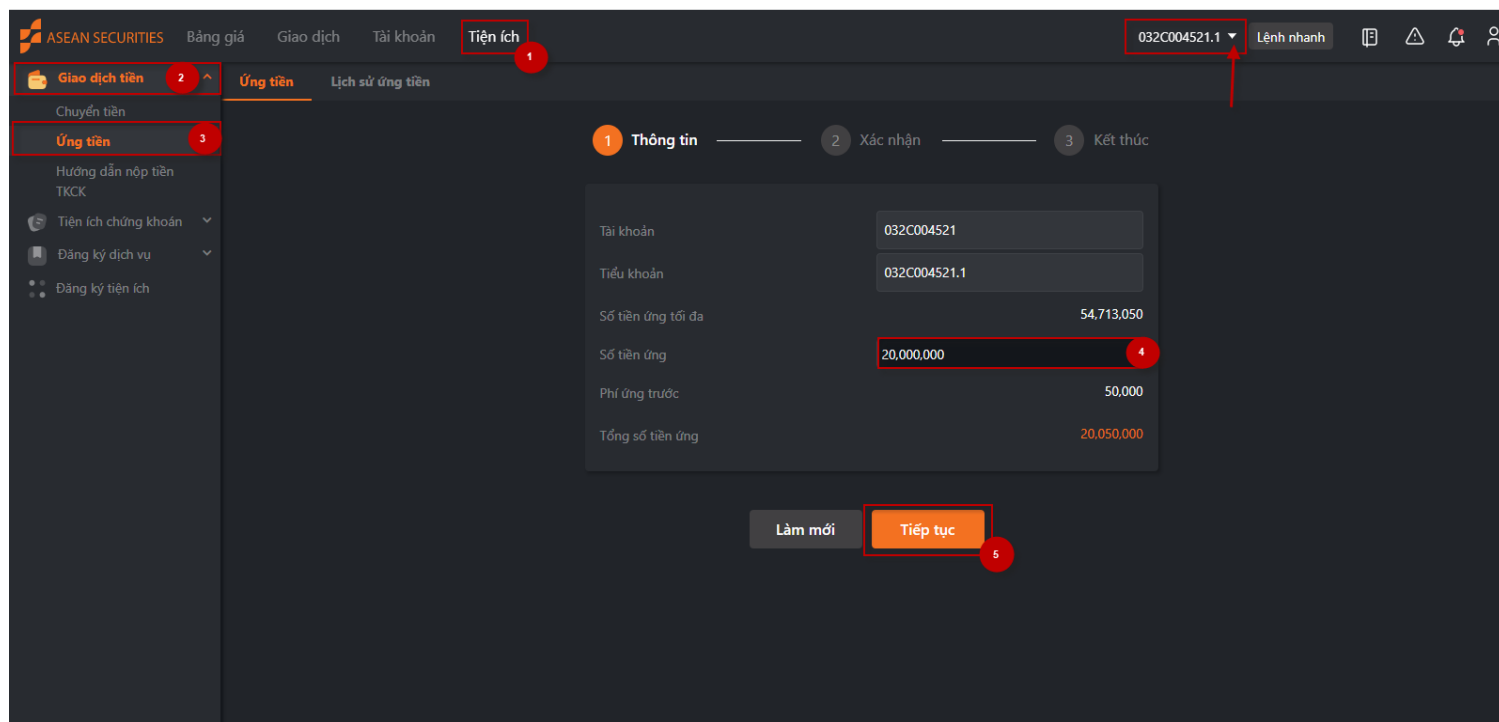 ASEAN SECURITIES Bảng giá Giao dịch Tài khoản Tiện ích 032C004521.1 Lệnh nhanh
1
Giao dịch tiền 2 Ứng tiền Lịch sử ứng tiền
Chuyển tiền
Ứng tiền 3
Hướng dẫn nộp tiền
TKCK
Tiện ích chứng khoán
Đăng ký dịch vụ
Đăng ký tiện ích
1 Thông tin 2 Xác nhận 3 Kết thúc
Tài khoản 032C004521
Tiểu khoản 032C004521.1
Số tiền ứng tối đa 54,713,050
Số tiền ứng 20,000,000 4
Phí ứng trước 50,000
Tổng số tiền ứng 20,050,000
Làm mới Tiếp tục
5